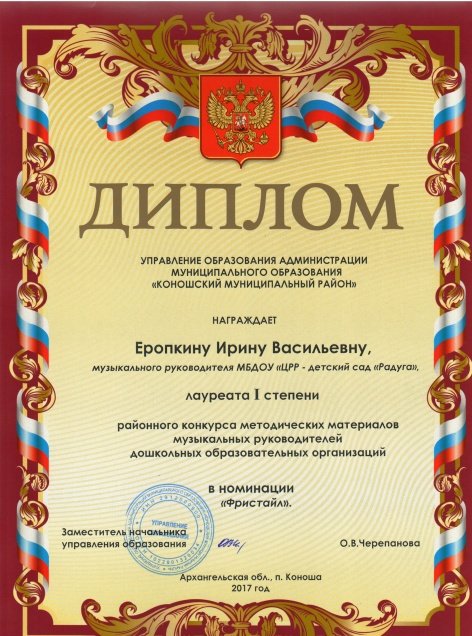 ДИПЛОМ
УПРАВЛЕНИЕ ОБРАЗОВАНИЯ АДМИНИСТРАЦИИ
МУНИЦИПАЛЬНОГО ОБРАЗОВАНИЯ
«КОНОШСКИЙ МУНИЦИПАЛЬНЫЙ РАЙОН»
НАГРАЖДАЕТ
Еропкину Ирину Васильевну,
музыкального руководителя МБДОУ «ЦРР - детский сад «Радуга»,
лауреата I степени
районного конкурса методических материалов
музыкальных руководителей
дошкольных образовательных организаций
в номинации
«Фристайл».
УПРАВЛЕНИЕ
Заместитель начальника
управления образования
О.В.Черепанова
Архангельская обл., п. Коноша
2017 год